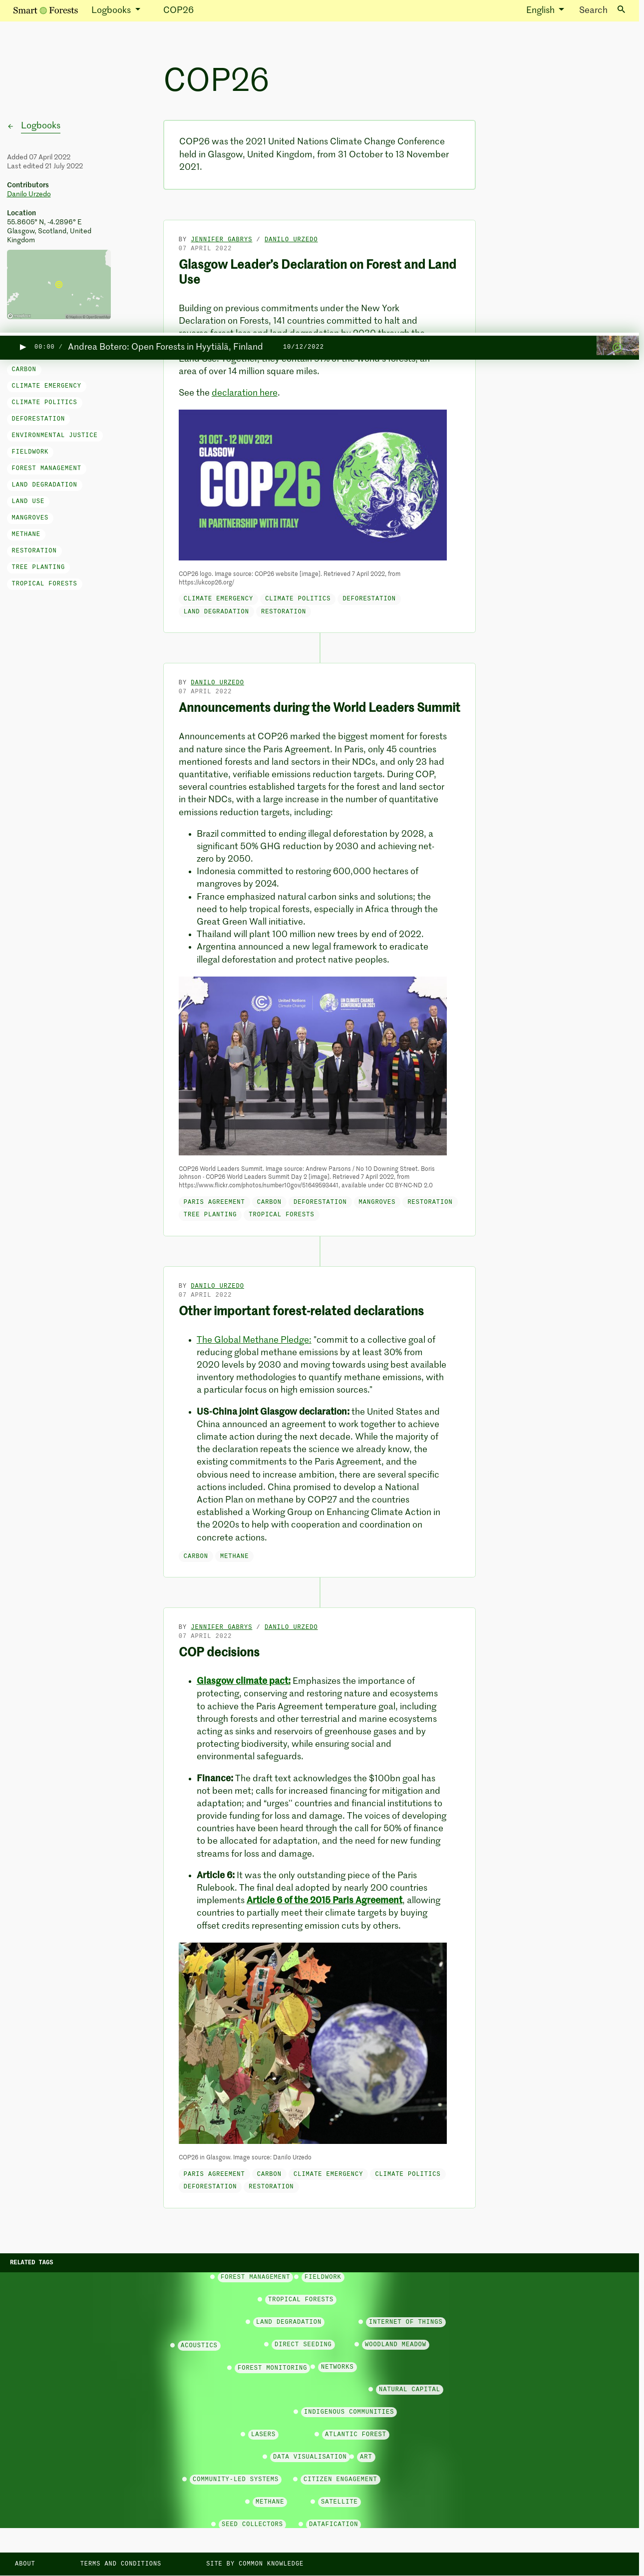 Smart Forests
Logbooks
COP26
English
Search
COP26
← Logbooks
Added 07 April 2022
Last edited 21 July 2022
Contributors
Danilo Urzedo
Location
55.8605° N, -4.2896° E
Glasgow, Scotland, United
Kingdom
COP26 was the 2021 United Nations Climate Change Conference
held in Glasgow, United Kingdom, from 31 October to 13 November
2021.
BY JENNIFER GABRYS / DANILO URZEDO
07 APRIL 2022
Glasgow Leader's Declaration on Forest and Land
Use
Building on previous commitments under the New York
Declaration on Forests, 141 countries committed to halt and
00:00 / Andrea Botero: Open Forests in Hyytiälä, Finland 10/12/2022
an area of over 14 million square miles.
See the declaration here.
CARBON
CLIMATE EMERGENCY
CLIMATE POLITICS
DEFORESTATION
ENVIRONMENTAL JUSTICE
FIELDWORK
FOREST MANAGEMENT
LAND DEGRADATION
LAND USE
MANGROVES
METHANE
RESTORATION
TREE PLANTING
TROPICAL FORESTS
31 OCT - 12 NOV 2021
GLASGOW
COP26
IN PARTNERSHIP WITH ITALY
COP26 logo. Image source: COP26 website [image]. Retrieved 7 April 2022, from
https://ukcop26.org/
CLIMATE EMERGENCY CLIMATE POLITICS DEFORESTATION
LAND DEGRADATION RESTORATION
BY DANILO URZEDO
07 APRIL 2022
Announcements during the World Leaders Summit
Announcements at COP26 marked the biggest moment for forests
and nature since the Paris Agreement. In Paris, only 45 countries
mentioned forests and land sectors in their NDCs, and only 23 had
quantitative, verifiable emissions reduction targets. During COP,
several countries established targets for the forest and land sector
in their NDCs, with a large increase in the number of quantitative
emissions reduction targets, including:
• Brazil committed to ending illegal deforestation by 2028, a
significant 50% GHG reduction by 2030 and achieving net-
zero by 2050.
• Indonesia committed to restoring 600,000 hectares of
mangroves by 2024.
• France emphasized natural carbon sinks and solutions; the
need to help tropical forests, especially in Africa through the
Great Green Wall initiative.
• Thailand will plant 100 million new trees by end of 2022.
• Argentina announced a new legal framework to eradicate
illegal deforestation and protect native peoples.
COP26 World Leaders Summit. Image source: Andrew Parsons / No 10 Downing Street. Boris
Johnson - COP26 World Leaders Summit Day 2 [image]. Retrieved 7 April 2022, from
https://www.flickr.com/photos/number10gov/51649593441. available under CC BY-NC-ND 2.0
PARIS AGREEMENT CARBON DEFORESTATION MANGROVES RESTORATION
TREE PLANTING TROPICAL FORESTS
BY DANILO URZEDO
07 APRIL 2022
Other important forest-related declarations
• The Global Methane Pledge: "commit to a collective goal of
reducing global methane emissions by at least 30% from
2020 levels by 2030 and moving towards using best available
inventory methodologies to quantify methane emissions, with
a particular focus on high emission sources."
• US-China joint Glasgow declaration: the United States and
China announced an agreement to work together to achieve
climate action during the next decade. While the majority of
the declaration repeats the science we already know, the
existing commitments to the Paris Agreement, and the
obvious need to increase ambition, there are several specific
actions included. China promised to develop a National
Action Plan on methane by COP27 and the countries
established a Working Group on Enhancing Climate Action in
the 2020s to help with cooperation and coordination on
concrete actions.
CARBON METHANE
BY JENNIFER GABRYS / DANILO URZEDO
07 APRIL 2022
COP decisions
• Glasgow climate pact: Emphasizes the importance of
protecting, conserving and restoring nature and ecosystems
to achieve the Paris Agreement temperature goal, including
through forests and other terrestrial and marine ecosystems
acting as sinks and reservoirs of greenhouse gases and by
protecting biodiversity, while ensuring social and
environmental safeguards.
• Finance: The draft text acknowledges the $100bn goal has
not been met; calls for increased financing for mitigation and
adaptation; and "urges" countries and financial institutions to
provide funding for loss and damage. The voices of developing
countries have been heard through the call for 50% of finance
to be allocated for adaptation, and the need for new funding
streams for loss and damage.
• Article 6: It was the only outstanding piece of the Paris
Rulebook. The final deal adopted by nearly 200 countries
implements Article 6 of the 2015 Paris Agreement, allowing
countries to partially meet their climate targets by buying
offset credits representing emission cuts by others.
COP26 in Glasgow. Image source: Danilo Urzedo
PARIS AGREEMENT CARBON CLIMATE EMERGENCY CLIMATE POLITICS
DEFORESTATION RESTORATION
RELATED TAGS
FOREST MANAGEMENT FIELDWORK
TROPICAL FORESTS
LAND DEGRADATION INTERNET OF THINGS
ACOUSTICS DIRECT SEEDING WOODLAND MEADOW
FOREST MONITORING NETWORKS
NATURAL CAPITAL
INDIGENOUS COMMUNITIES
LASERS ATLANTIC FOREST
DATA VISUALISATION ART
COMMUNITY-LED SYSTEMS CITIZEN ENGAGEMENT
METHANE SATELLITE
SEED COLLECTORS DATAFICATION
ABOUT TERMS AND CONDITIONS SITE BY COMMON KNOWLEDGE